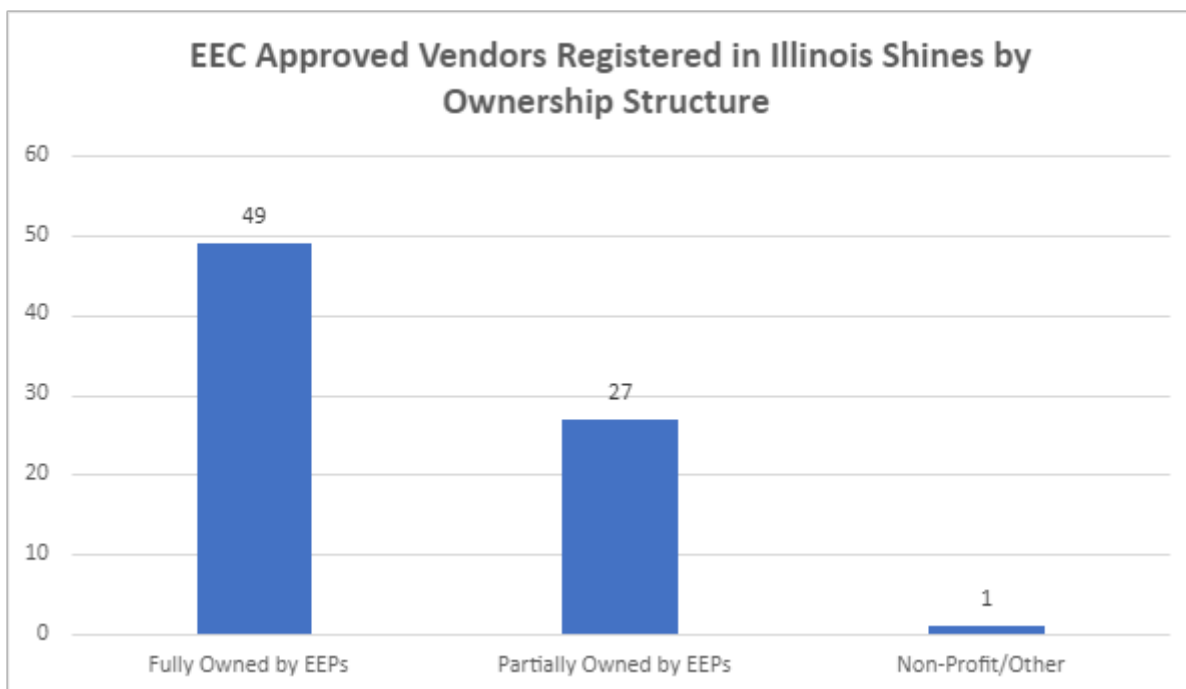 EEC Approved Vendors Registered in Illinois Shines by
Ownership Structure
60
50
40
30
20
10
0
49
27
1
Fully Owned by EEPs
Partially Owned by EEPs
Non-Profit/Other